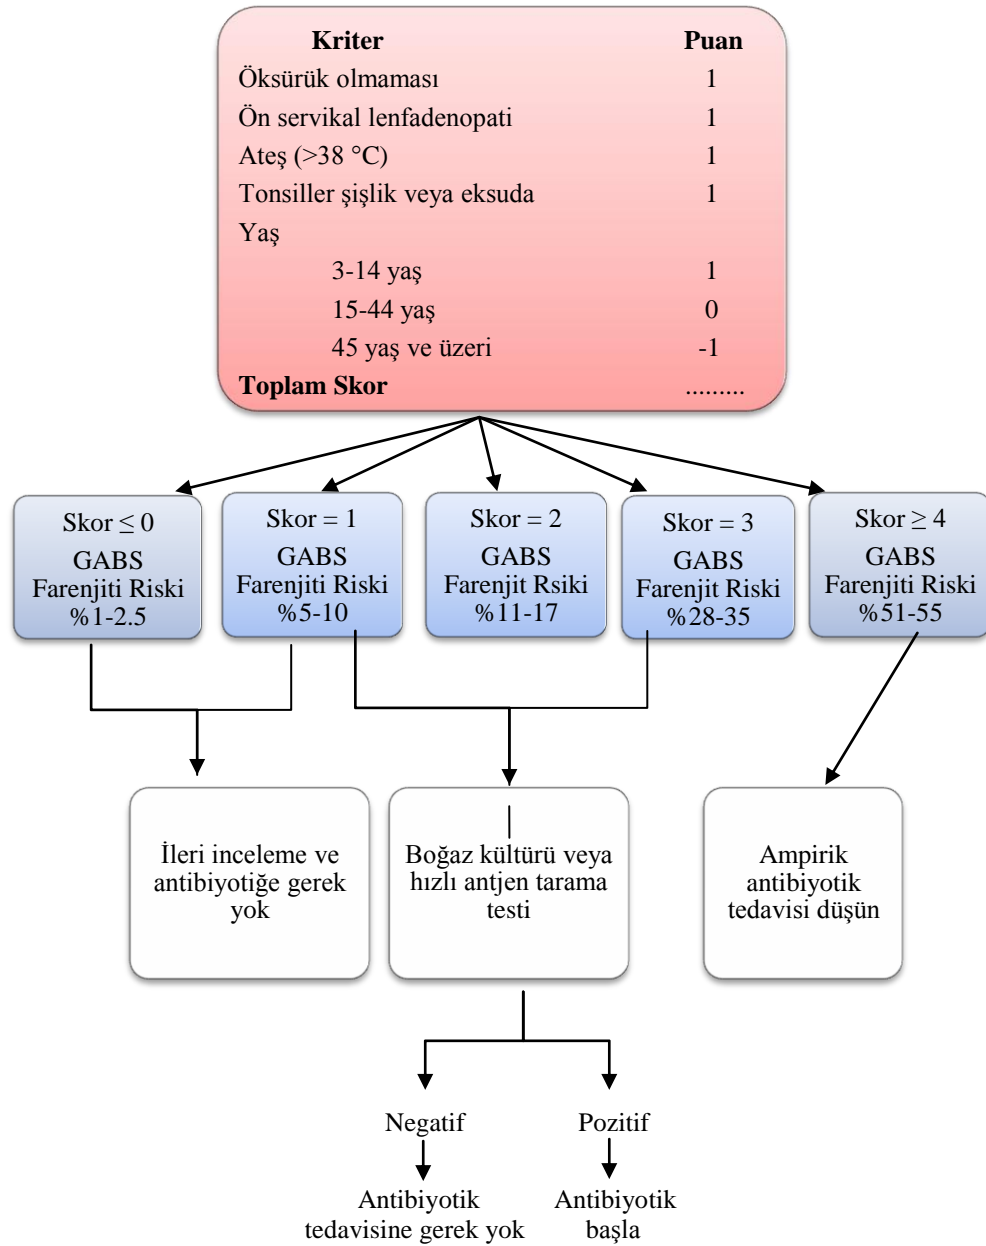 Kriter Puan
Öksürük olmaması 1
Ön servikal lenfadenopati 1
Ateş (>38 °C) 1
Tonsiller şişlik veya eksuda 1
Yaş
3-14 yaş 1
15-44 yaş 0
45 yaş ve üzeri -1
Toplam Skor .........
Skor ≤ 0
GABS
Farenjiti Riski
%1-2.5
Skor = 1
GABS
Farenjiti Riski
%5-10
Skor = 2
GABS
Farenjit Rsiki
%11-17
Skor = 3
GABS
Farenjit Riski
%28-35
Skor ≥ 4
GABS
Farenjiti Riski
%51-55
İleri inceleme ve
antibiyotiğe gerek
yok
Boğaz kültürü veya
hızlı antjen tarama
testi
Ampirik
antibiyotik
tedavisi düşün
Negatif
Pozitif
Antibiyotik
tedavisine gerek yok
Antibiyotik
başla